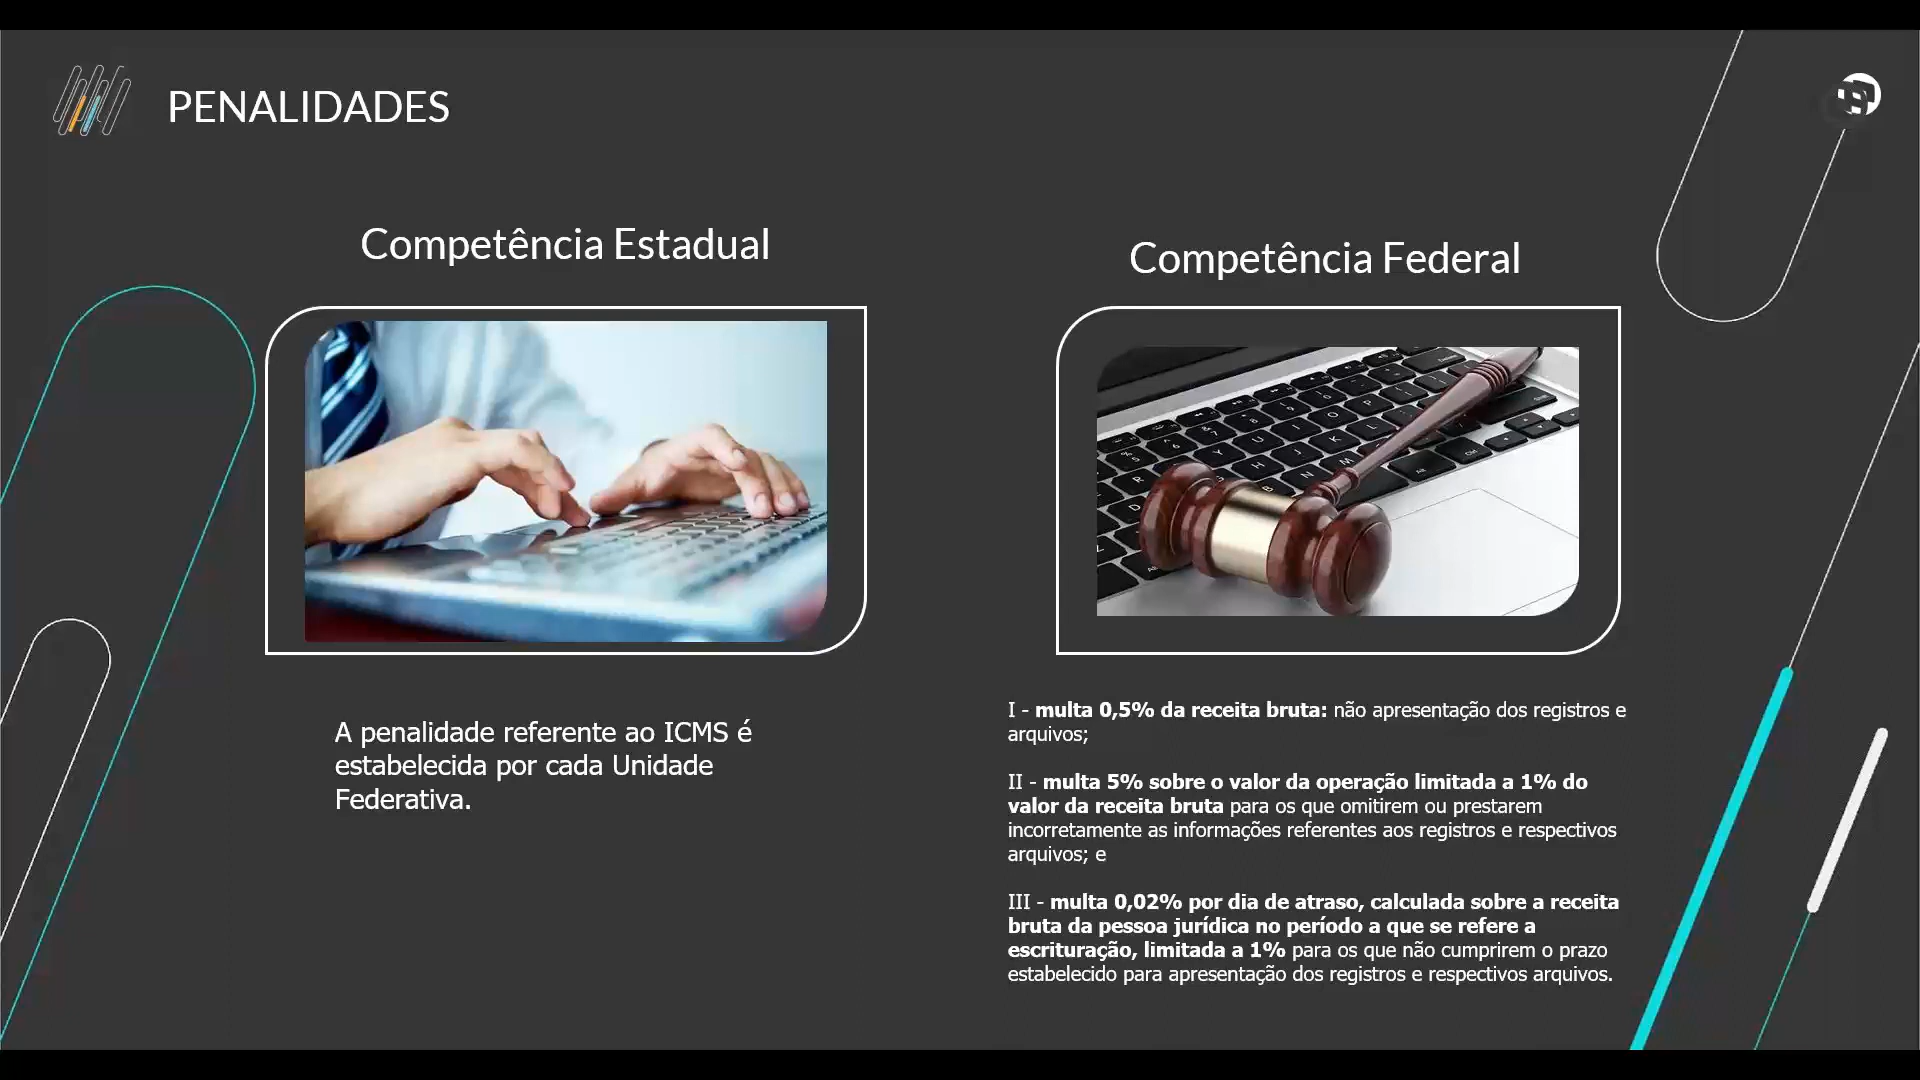 PENALIDADES
Competência Estadual
A penalidade referente ao ICMS é
estabelecida por cada Unidade
Federativa.
Competência Federal
I - multa 0,5% da receita bruta: não apresentação dos registros e
arquivos;
II - multa 5% sobre o valor da operação limitada a 1% do
valor da receita bruta para os que omitirem ou prestarem
incorretamente as informações referentes aos registros e respectivos
arquivos; e
III - multa 0,02% por dia de atraso, calculada sobre a receita
bruta da pessoa jurídica no período a que se refere a
escrituração, limitada a 1% para os que não cumprirem o prazo
estabelecido para apresentação dos registros e respectivos arquivos.